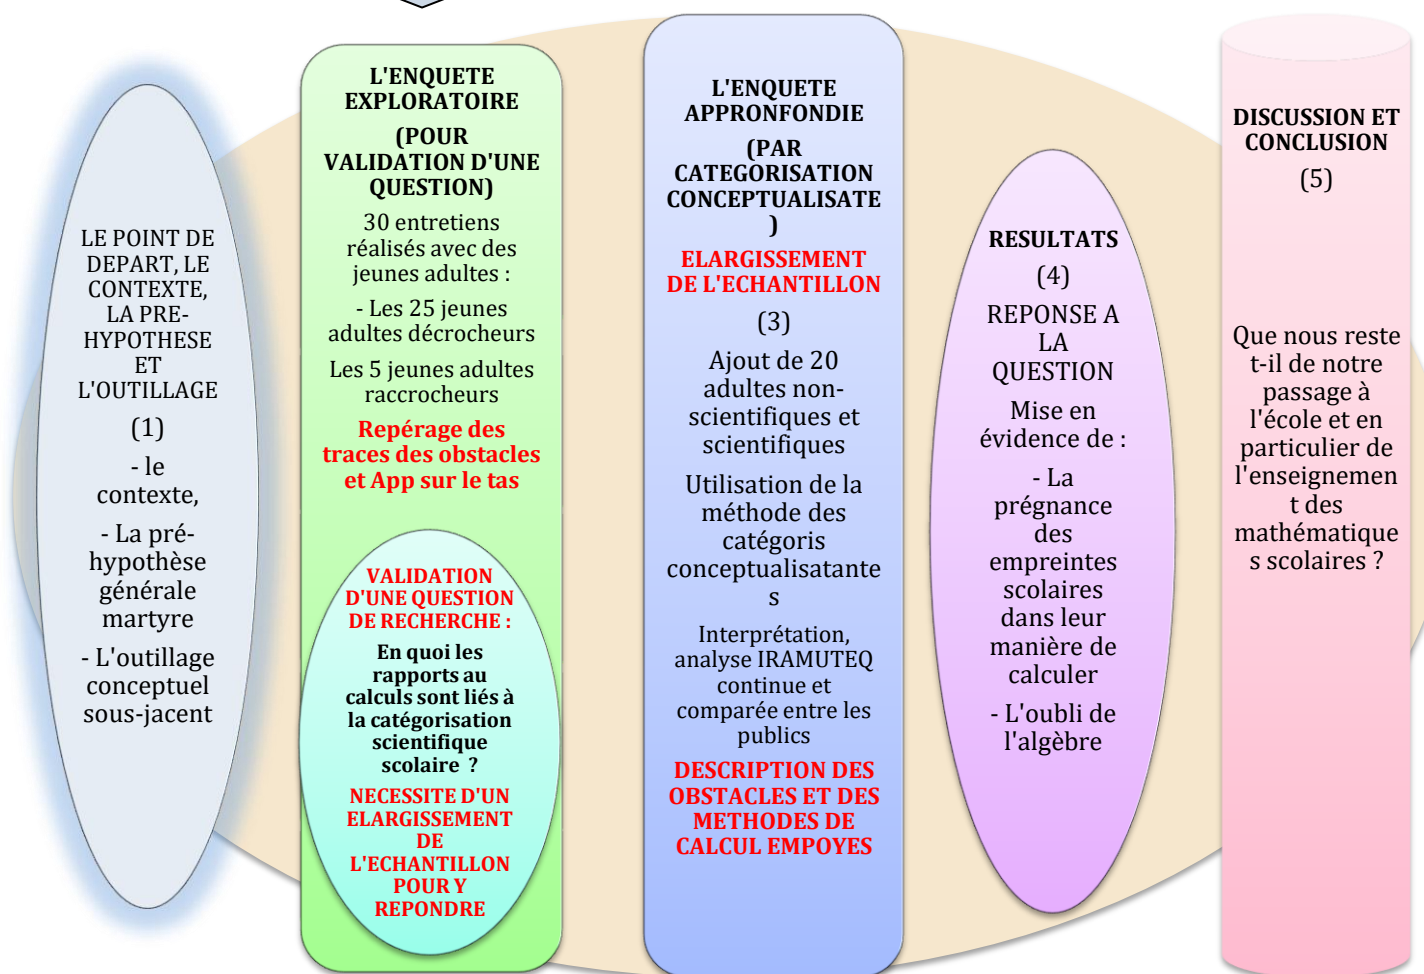 LE POINT DE
DEPART, LE
CONTEXTE,
LA PRE-
HYPOTHESE
ET
L'OUTILLAGE
(1)
- le
contexte,
- La pré-
hypothèse
générale
martyre
- L'outillage
conceptuel
sous-jacent
L'ENQUETE
EXPLORATOIRE
(POUR
VALIDATION D'UNE
QUESTION)
30 entretiens
réalisés avec des
jeunes adultes :
- Les 25 jeunes
adultes décrocheurs
Les 5 jeunes adultes
raccrocheurs
Repérage des
traces des obstacles
et App sur le tas
VALIDATION
D'UNE QUESTION
DE RECHERCHE :
En quoi les
rapports au
calculs sont liés à
la catégorisation
scientifique
scolaire ?
NECESSITE D'UN
ELARGISSEMENT
DE
L'ECHANTILLON
POUR Y
REPONDRE
L'ENQUETE
APPRONFONDIE
(PAR
CATEGORISATION
CONCEPTUALISATE
)
ELARGISSEMENT
DE L'ECHANTILLON
(3)
Ajout de 20
adultes non-
scientifiques et
scientifiques
Utilisation de la
méthode des
catégoris
conceptualisatante
s
Interprétation,
analyse IRAMUTEQ
continue et
comparée entre les
publics
DESCRIPTION DES
OBSTACLES ET DES
METHODES DE
CALCUL EMPOYES
RESULTATS
(4)
REPONSE A
LA
QUESTION
Mise en
évidence de :
- La
prégnance
des
empreintes
scolaires
dans leur
manière de
calculer
- L'oubli de
l'algèbre
DISCUSSION ET
CONCLUSION
(5)
Que nous reste
t-il de notre
passage à
l'école et en
particulier de
l'enseignemen
t des
mathématique
s scolaires ?